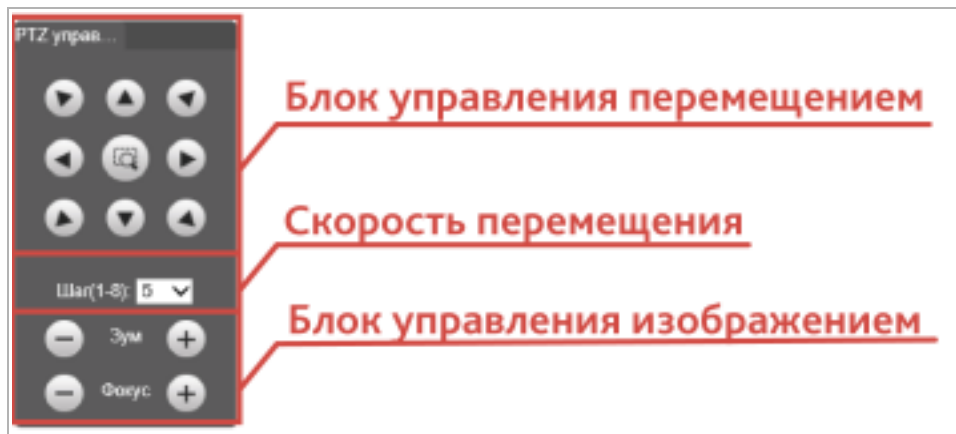 PTZ управ...
Блок управления перемещением
Скорость перемещения
Шаг(1-8): 5
Блок управления изображением
Зум
Фокус